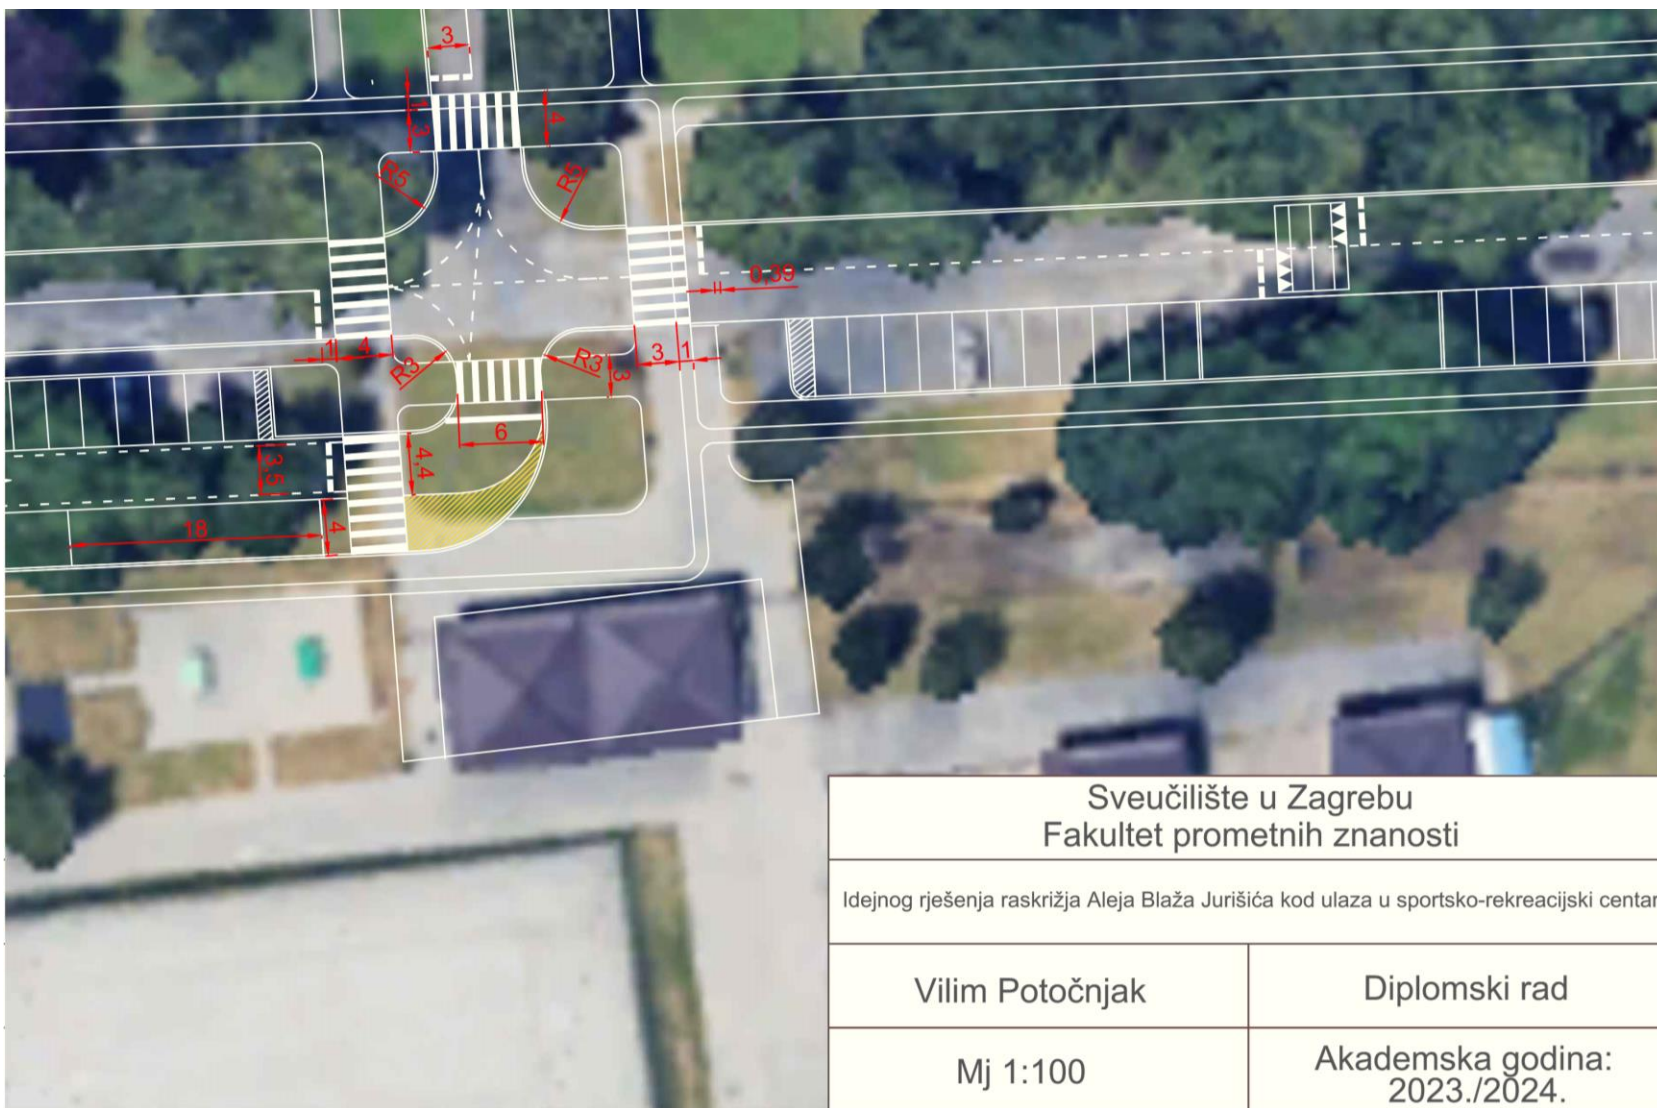 3
1
3
4
R5
R5
0,39
1
4
R3
R3
3
3
1
6
4,4
3,5
18
4
Sveučilište u Zagrebu
Fakultet prometnih znanosti
Idejnog rješenja raskrižja Aleja Blaža Jurišića kod ulaza u sportsko-rekreacijski centar
Vilim Potočnjak
Diplomski rad
Mj 1:100
Akademska godina:
2023./2024.